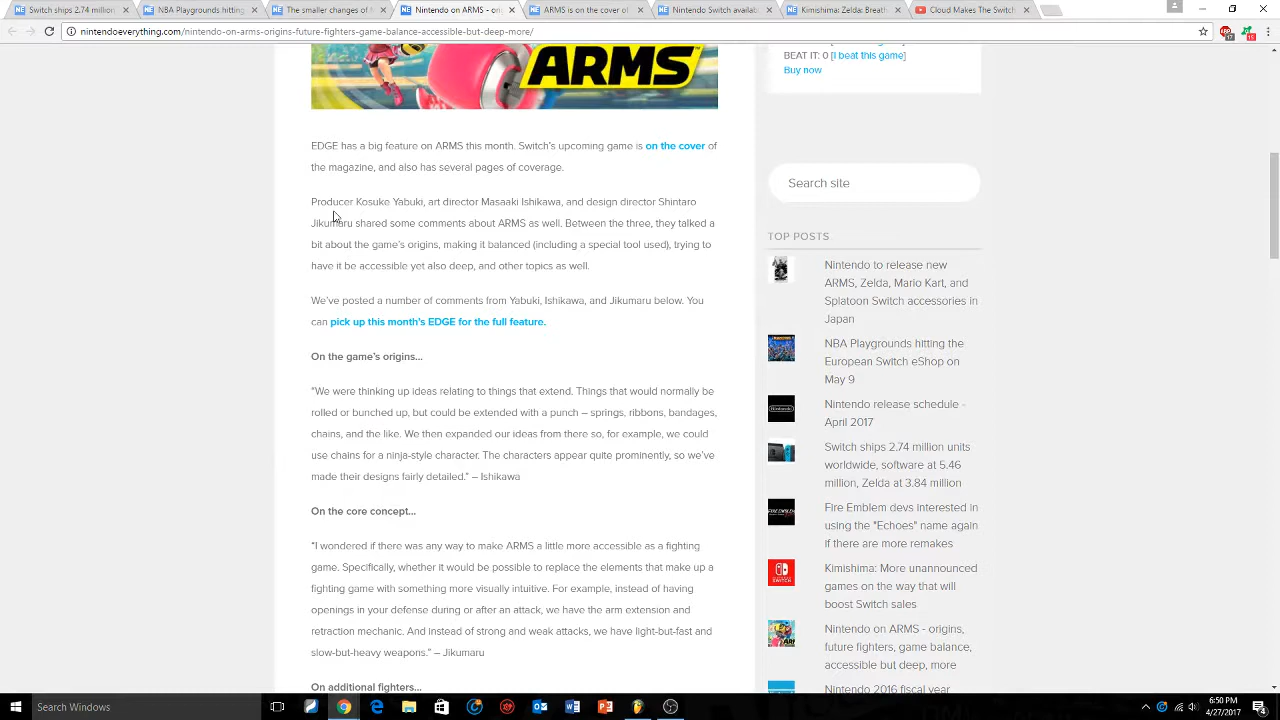 Switch ships 2.74 million
NBA Playgrounds hitting
The smaller changes of
Nintendo on ARMS - ori
ARMS is on the cover of
Nintendo Switch availab
Kimishima: More unanno
Cloud Makes The Switch
nintendoeverything.com/nintendo-on-arms-origins-future-fighters-game-balance-accessible-but-deep-more/
BEAT IT: 0 [I beat this game]
Buy now
ARMS
EDGE has a big feature on ARMS this month. Switch's upcoming game is on the cover of
the magazine, and also has several pages of coverage.
Search site
Producer Kosuke Yabuki, art director Masaaki Ishikawa, and design director Shintaro
Jikumaru shared some comments about ARMS as well. Between the three, they talked a
bit about the game's origins, making it balanced (including a special tool used), trying to
have it be accessible yet also deep, and other topics as well.
We've posted a number of comments from Yabuki, Ishikawa, and Jikumaru below. You
can pick up this month's EDGE for the full feature.
On the game's origins...
"We were thinking up ideas relating to things that extend. Things that would normally be
rolled or bunched up, but could be extended with a punch – springs, ribbons, bandages,
chains, and the like. We then expanded our ideas from there so, for example, we could
use chains for a ninja-style character. The characters appear quite prominently, so we've
made their designs fairly detailed." – Ishikawa
On the core concept...
"I wondered if there was any way to make ARMS a little more accessible as a fighting
game. Specifically, whether it would be possible to replace the elements that make up a
fighting game with something more visually intuitive. For example, instead of having
openings in your defense during or after an attack, we have the arm extension and
retraction mechanic. And instead of strong and weak attacks, we have light-but-fast and
slow-but-heavy weapons." – Jikumaru
On additional fighters...
TOP POSTS
Nintendo to release new
ARMS, Zelda, Mario Kart, and
Splatoon Switch accessories in
Japan
NBA Playgrounds hitting the
European Switch eShop on
May 9
Nintendo release schedule -
April 2017
Switch ships 2.74 million units
worldwide, software at 5.46
million, Zelda at 3.84 million
Fire Emblem devs interested in
using the "Echoes" name again
if there are more remakes
Kimishima: More unannounced
games on the way that will
boost Switch sales
Nintendo on ARMS - origins,
future fighters, game balance,
accessible but deep, more
Nintendo 2016 fiscal year
Search Windows
6:50 PM
4/27/2017